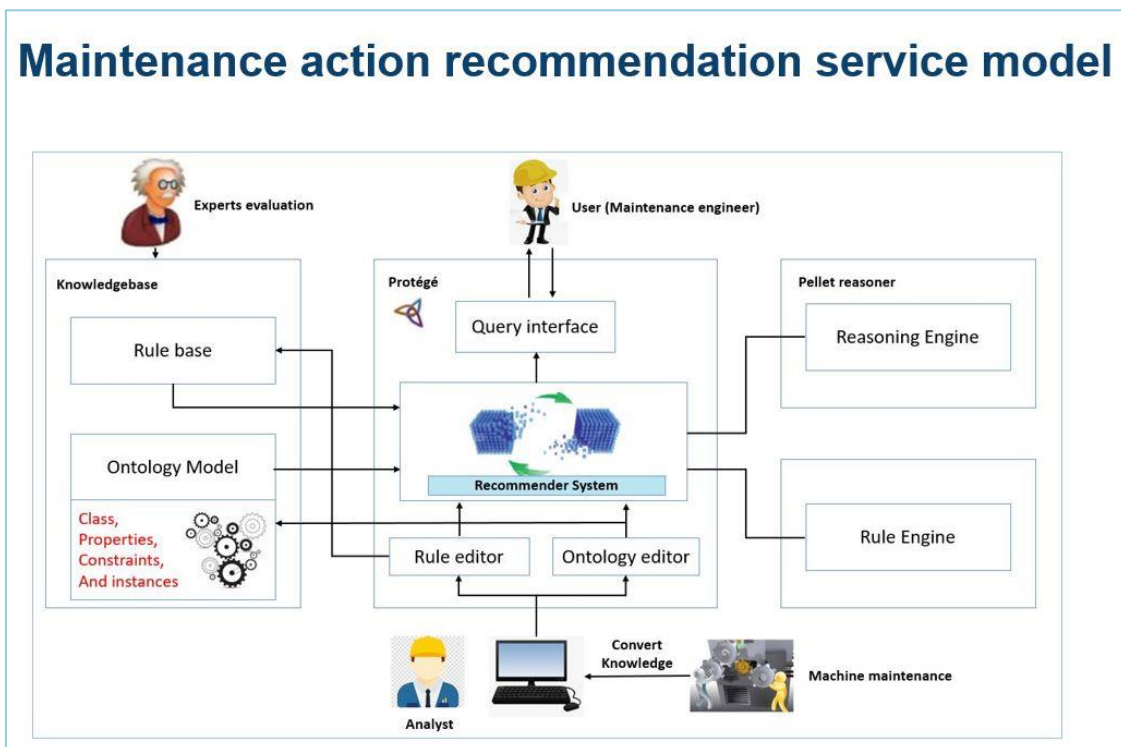 Maintenance action recommendation service model
Experts evaluation
User (Maintenance engineer)
Knowledgebase
Protégé
Pellet reasoner
Rule base
Query interface
Reasoning Engine
Ontology Model
Recommender System
Class,
Properties,
Constraints,
And instances
Rule editor
Ontology editor
Rule Engine
Analyst
Convert
Knowledge
Machine maintenance